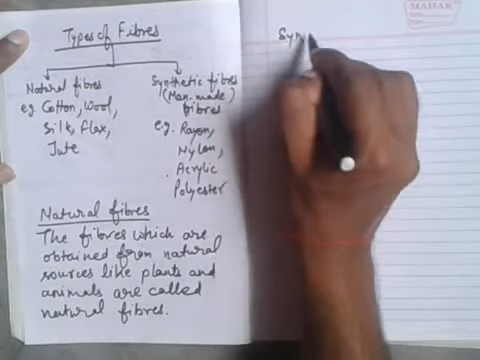 Types of Fibres
Natural fibres
eg. Cotton, Wool,
Silk, Flax,
Jute
Synthetic fibres
(Man-made)
fibres
eg. Rayon,
Nylon,
Acrylic
Polyester
Natural fibres
The fibres which are
obtained from natural
sources like plants and
animals are called
natural fibres.
MAHAK
Syn